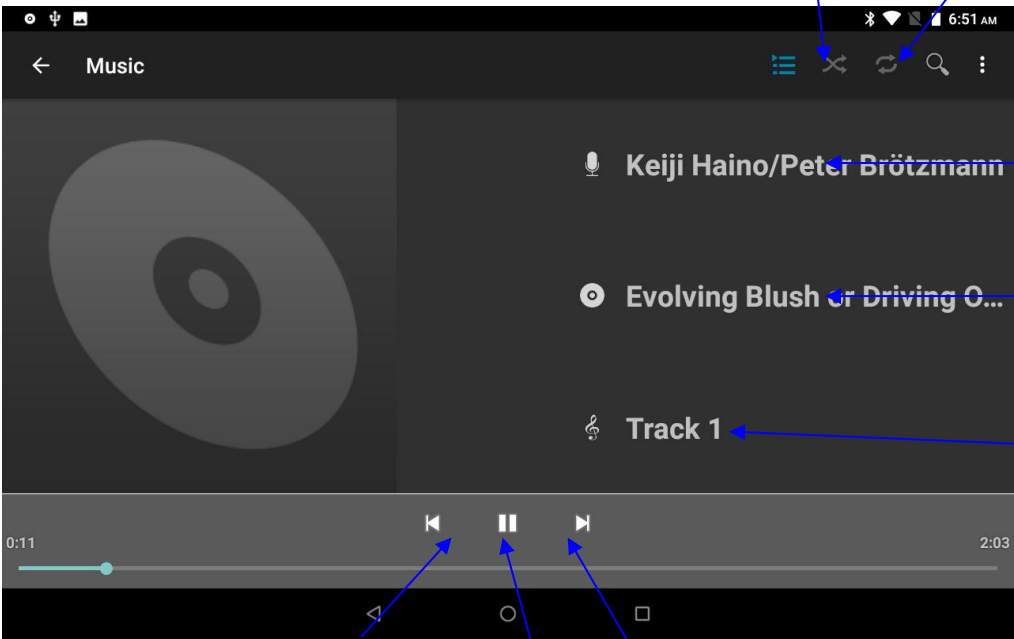 6:51 AM
Music
Keiji Haino/Peter Brötzmann
Evolving Blush or Driving O...
Track 1
0:11
2:03